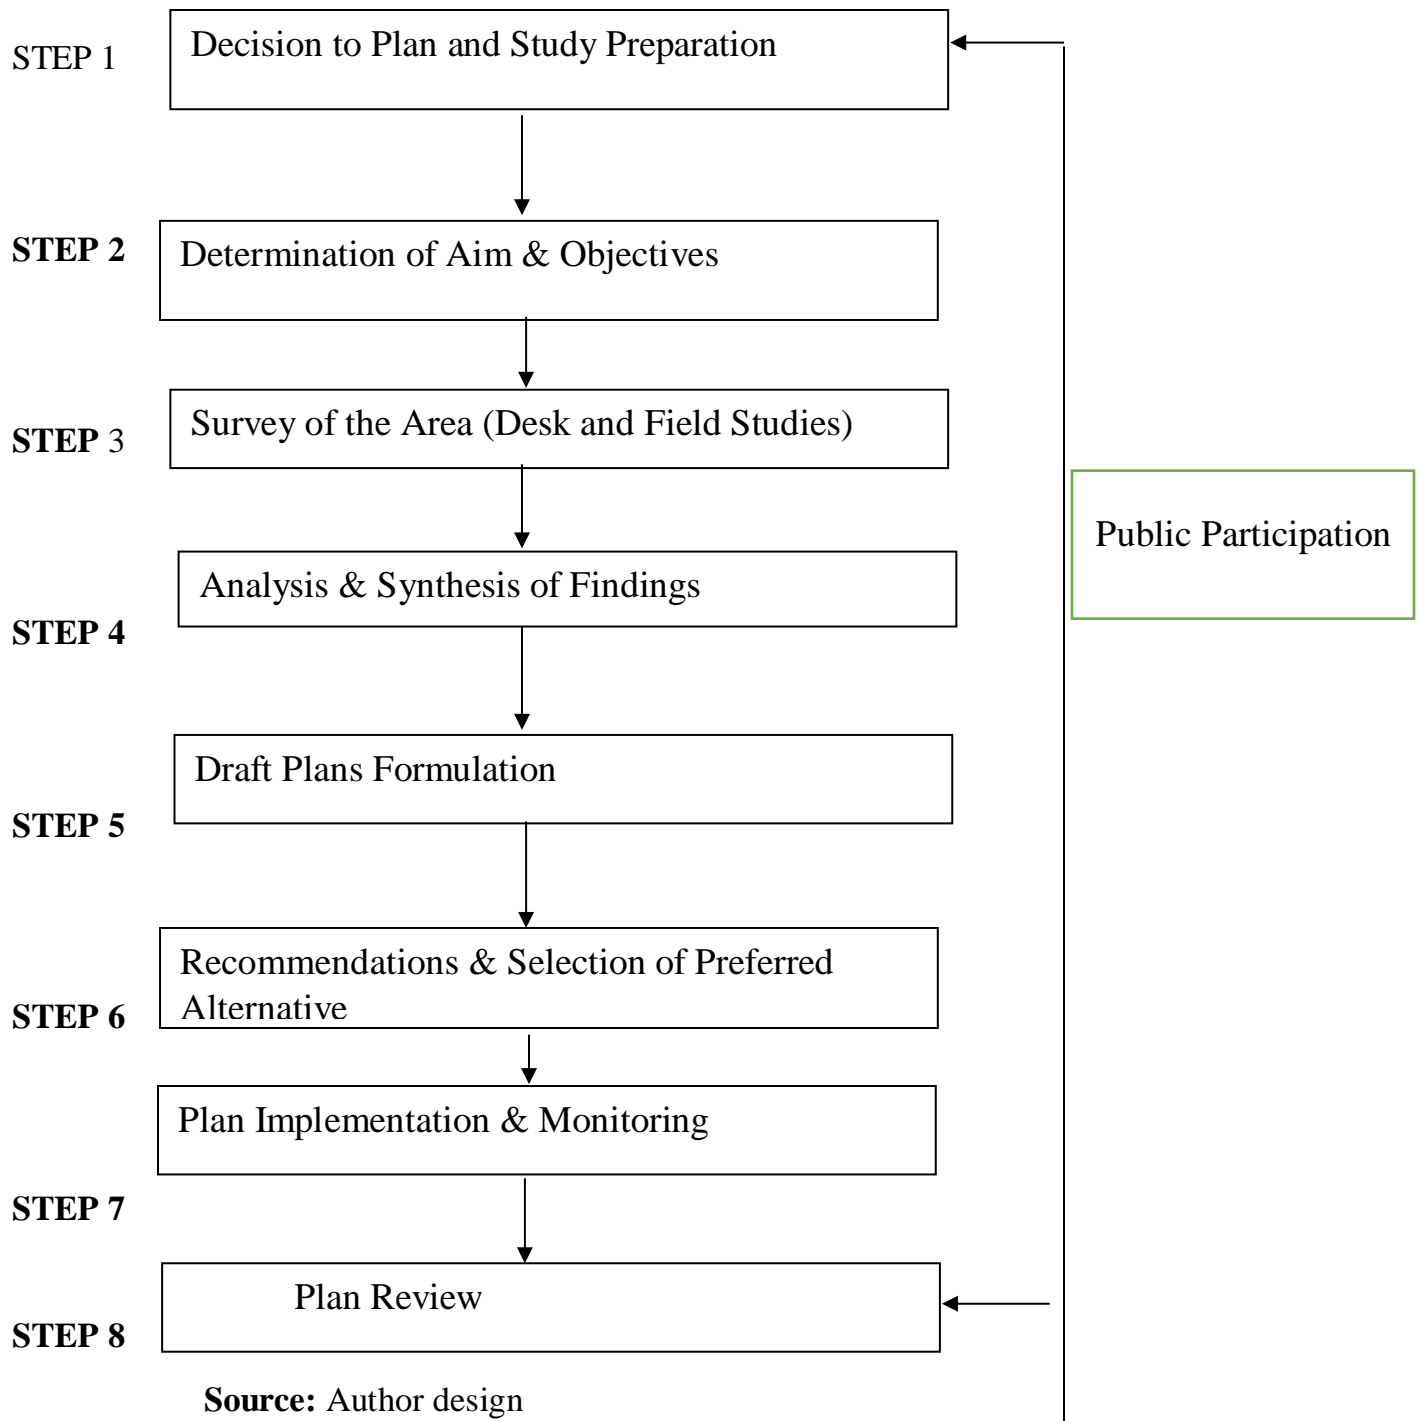 STEP 1
Decision to Plan and Study Preparation
STEP 2
Determination of Aim & Objectives
STEP 3
Survey of the Area (Desk and Field Studies)
Public Participation
STEP 4
Analysis & Synthesis of Findings
STEP 5
Draft Plans Formulation
STEP 6
Recommendations & Selection of Preferred
Alternative
Plan Implementation & Monitoring
STEP 7
Plan Review
STEP 8
Source: Author design